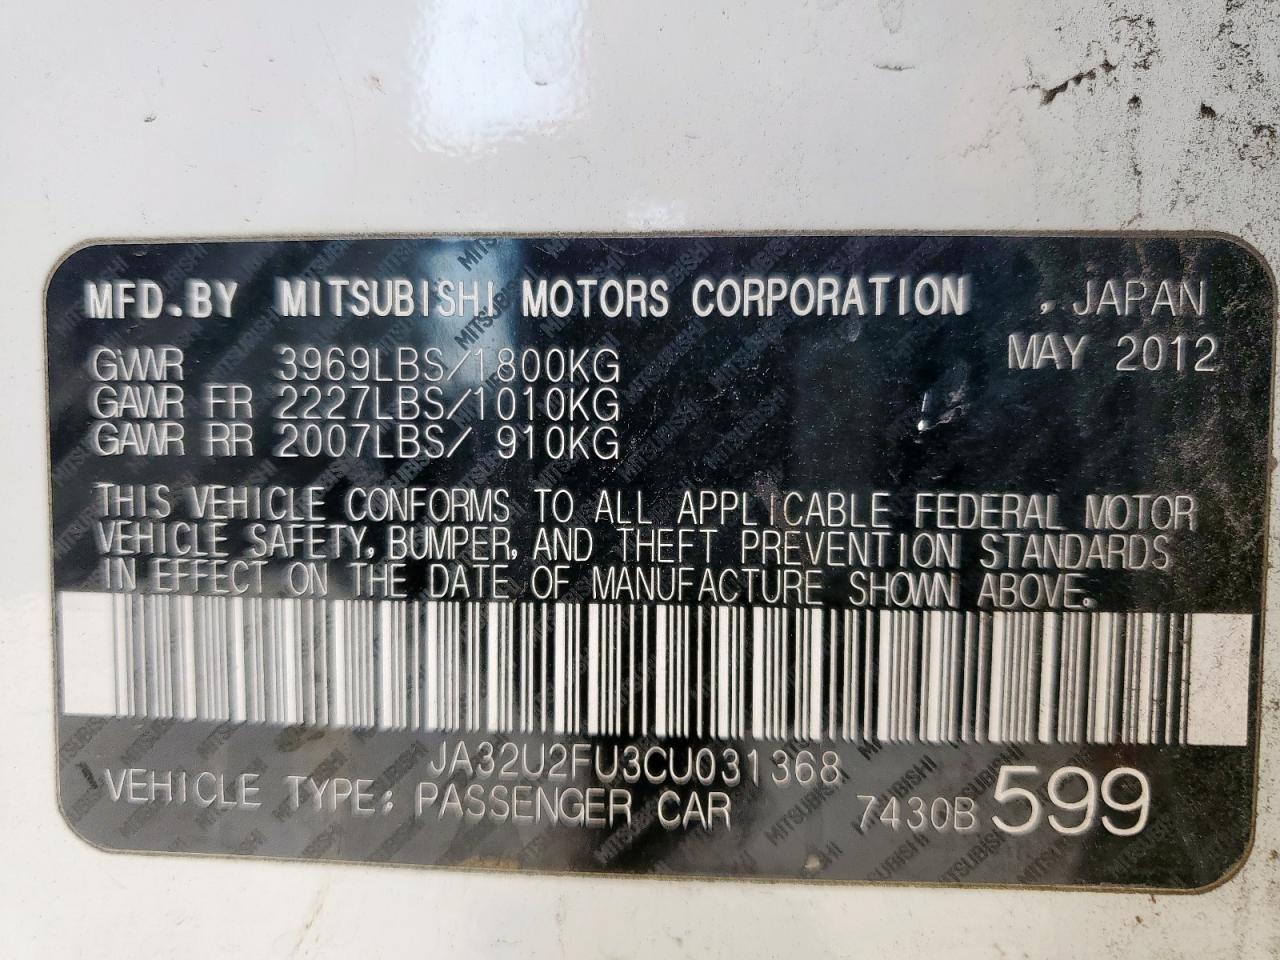 MFD.BY MITSUBISHI MOTORS CORPORATION , JAPAN
MAY 2012
GVWR 3969LBS/1800KG
GAWR FR 2227LBS/1010KG
GAWR RR 2007LBS/ 910KG
THIS VEHICLE CONFORMS TO ALL APPLICABLE FEDERAL MOTOR
VEHICLE SAFETY, BUMPER, AND THEFT PREVENTION STANDARDS
IN EFFECT ON THE DATE OF MANUFACTURE SHOWN ABOVE.
JA32U2FU3CU031368
VEHICLE TYPE: PASSENGER CAR 7430B 599